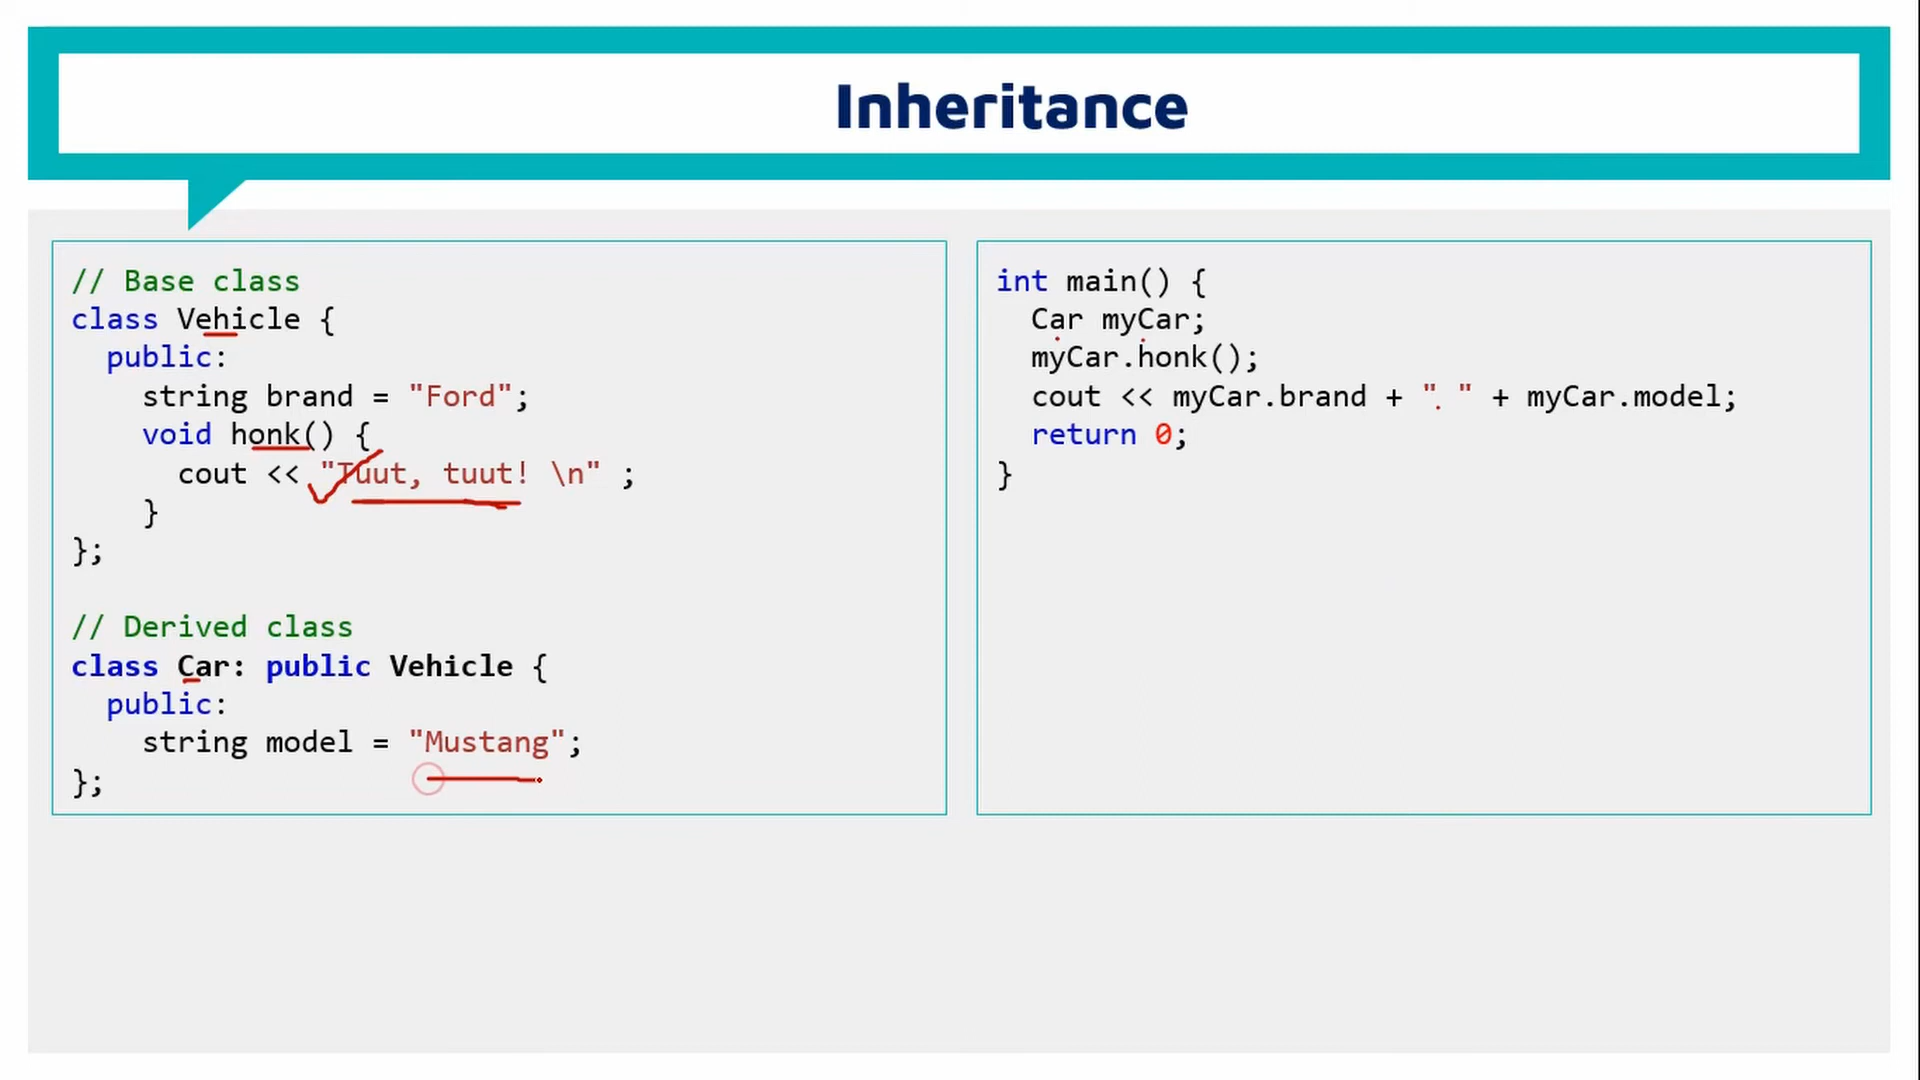 Inheritance
// Base class
class Vehicle {
public:
string brand = "Ford";
void honk() {
cout << "Tuut, tuut! \n" ;
}
};
// Derived class
class Car: public Vehicle {
public:
string model = "Mustang";
};
int main() {
Car myCar;
myCar.honk();
cout << myCar.brand + " " + myCar.model;
return 0;
}